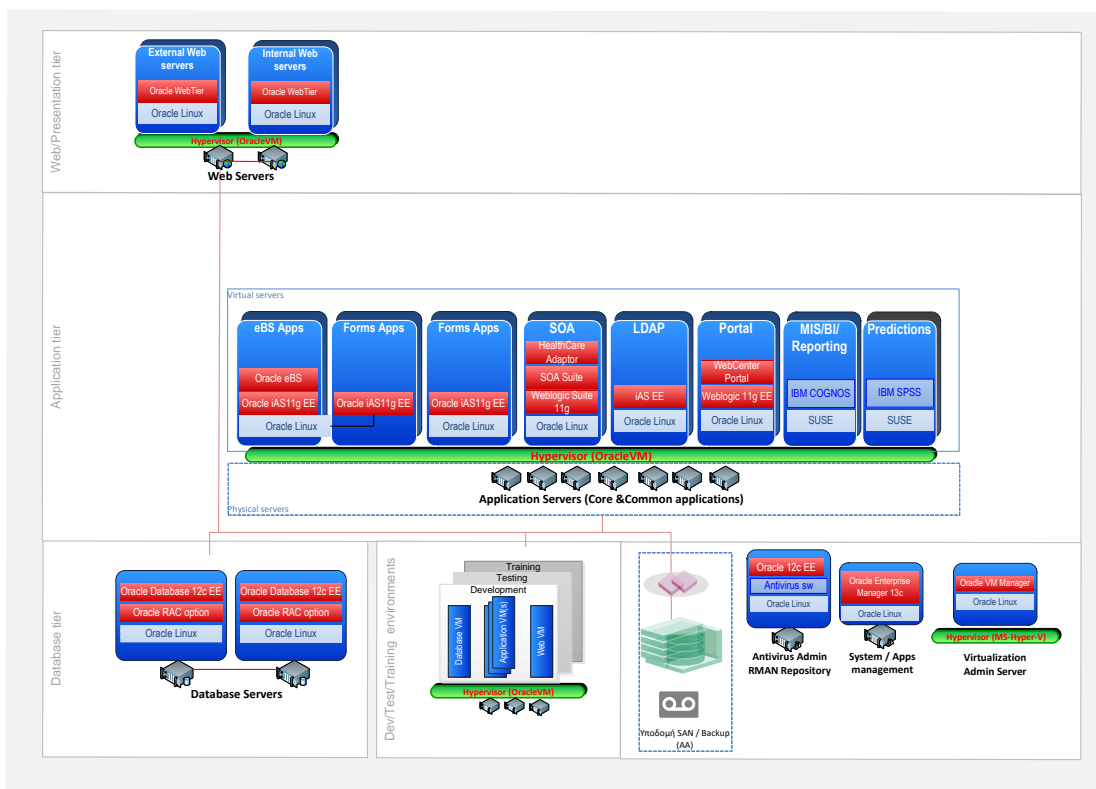 Web/Presentation tier
External Web
servers
Oracle WebTier
Oracle Linux
Internal Web
servers
Oracle WebTier
Oracle Linux
Hypervisor (OracleVM)
Web Servers
Application tier
Virtual servers
eBS Apps
Oracle eBS
Oracle iAS11g EE
Oracle Linux
Forms Apps
Oracle iAS11g EE
Forms Apps
Oracle iAS11g EE
Oracle Linux
SOA
HealthCare
Adaptor
SOA Suite
Weblogic Suite
11g
Oracle Linux
LDAP
iAS EE
Oracle Linux
Portal
WebCenter
Portal
Weblogic 11g EE
Oracle Linux
MIS/BI/
Reporting
IBM COGNOS
SUSE
Predictions
IBM SPSS
SUSE
Hypervisor (OracleVM)
Application Servers (Core &Common applications)
Physical servers
Database tier
Oracle Database 12c EE
Oracle RAC option
Oracle Linux
Oracle Database 12c EE
Oracle RAC option
Oracle Linux
Database Servers
Dev/Test/Training environments
Training
Testing
Development
Database VM
Application VM(s)
Web VM
Hypervisor (OracleVM)
Υποδομή SAN / Backup
(ΑΑ)
Oracle 12c EE
Antivirus sw
Oracle Linux
Antivirus Admin
RMAN Repository
Oracle Enterprise
Manager 13c
Oracle Linux
System / Apps
management
Oracle VM Manager
Oracle Linux
Hypervisor (MS-Hyper-V)
Virtualization
Admin Server